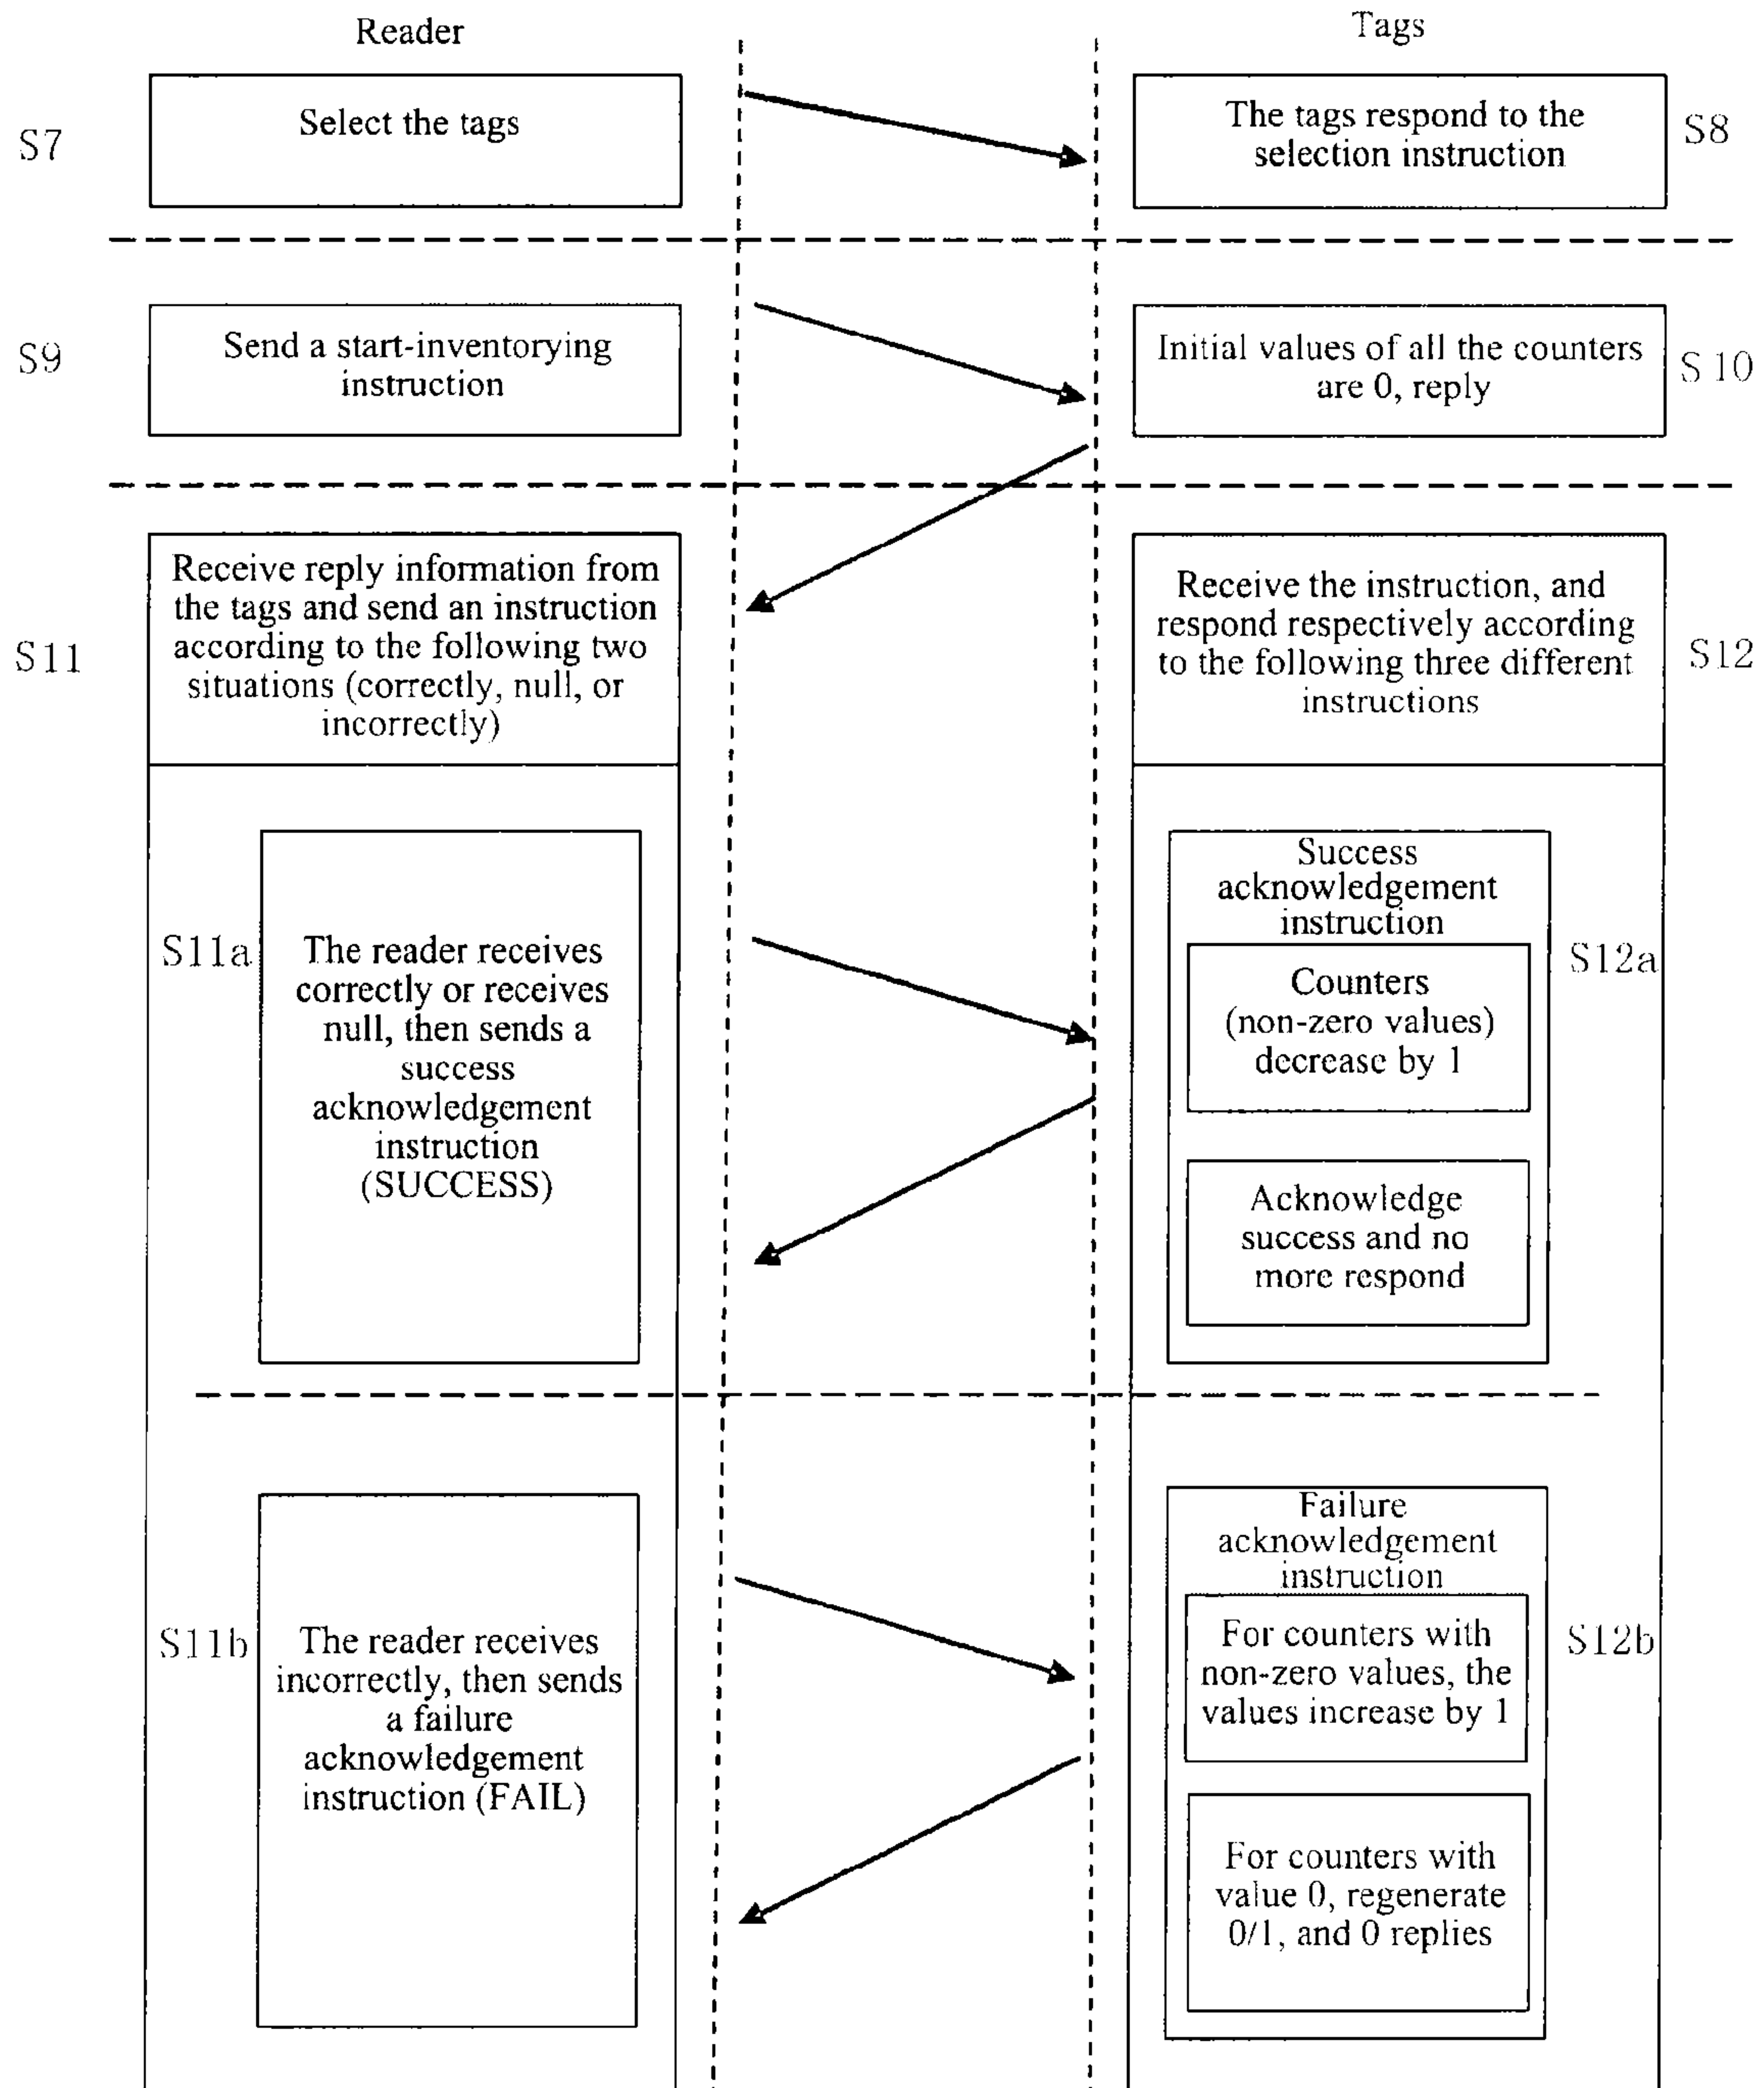 Reader
Tags
S7
Select the tags
The tags respond to the
selection instruction
S8
S9
Send a start-inventorying
instruction
Initial values of all the counters
are 0, reply
S10
S11
Receive reply information from
the tags and send an instruction
according to the following two
situations (correctly, null, or
incorrectly)
Receive the instruction, and
respond respectively according
to the following three different
instructions
S12
S11a
The reader receives
correctly or receives
null, then sends a
success
acknowledgement
instruction
(SUCCESS)
Success
acknowledgement
instruction
Counters
(non-zero values)
decrease by 1
S12a
Acknowledge
success and no
more respond
S11b
The reader receives
incorrectly, then sends
a failure
acknowledgement
instruction (FAIL)
Failure
acknowledgement
instruction
For counters with
non-zero values, the
values increase by 1
S12b
For counters with
value 0, regenerate
0/1, and 0 replies